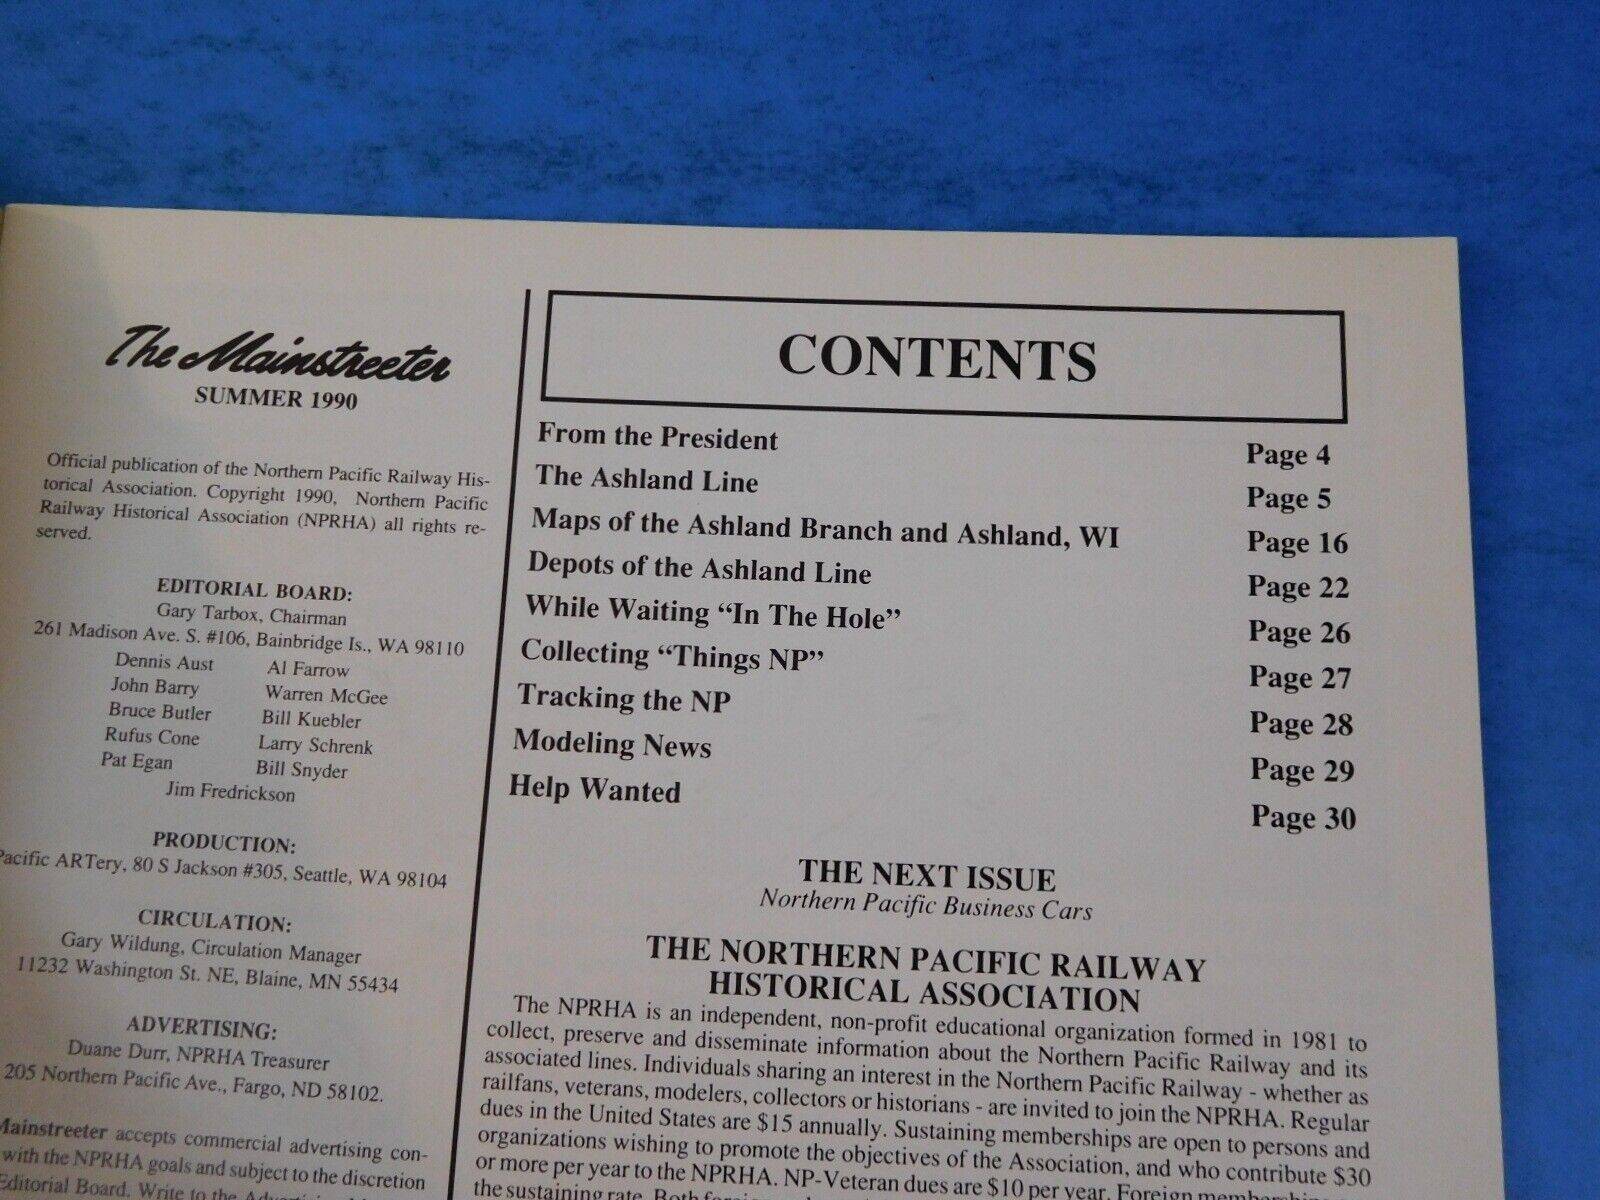 The Mainstreeter
SUMMER 1990
Official publication of the Northern Pacific Railway His-
torical Association. Copyright 1990, Northern Pacific
Railway Historical Association (NPRHA) all rights re-
served.
EDITORIAL BOARD:
Gary Tarbox, Chairman
261 Madison Ave. S. #106, Bainbridge Is., WA 98110
Dennis Aust Al Farrow
John Barry Warren McGee
Bruce Butler Bill Kuebler
Rufus Cone Larry Schrenk
Pat Egan Bill Snyder
Jim Fredrickson
PRODUCTION:
Pacific ARTery, 80 S Jackson #305, Seattle, WA 98104
CIRCULATION:
Gary Wildung, Circulation Manager
11232 Washington St. NE, Blaine, MN 55434
ADVERTISING:
Duane Durr, NPRHA Treasurer
205 Northern Pacific Ave., Fargo, ND 58102.
Mainstreeter accepts commercial advertising con-
with the NPRHA goals and subject to the discretion
Editorial Board. Write to the
CONTENTS
From the President Page 4
The Ashland Line Page 5
Maps of the Ashland Branch and Ashland, WI Page 16
Depots of the Ashland Line Page 22
While Waiting “In The Hole” Page 26
Collecting “Things NP” Page 27
Tracking the NP Page 28
Modeling News Page 29
Help Wanted Page 30
THE NEXT ISSUE
Northern Pacific Business Cars
THE NORTHERN PACIFIC RAILWAY
HISTORICAL ASSOCIATION
The NPRHA is an independent, non-profit educational organization formed in 1981 to
collect, preserve and disseminate information about the Northern Pacific Railway and its
associated lines. Individuals sharing an interest in the Northern Pacific Railway - whether as
railfans, veterans, modelers, collectors or historians - are invited to join the NPRHA. Regular
dues in the United States are $15 annually. Sustaining memberships are open to persons and
organizations wishing to promote the objectives of the Association, and who contribute $30
or more per year to the NPRHA. NP-Veteran dues are $10 per year. Foreign
the sustaining rate. Both